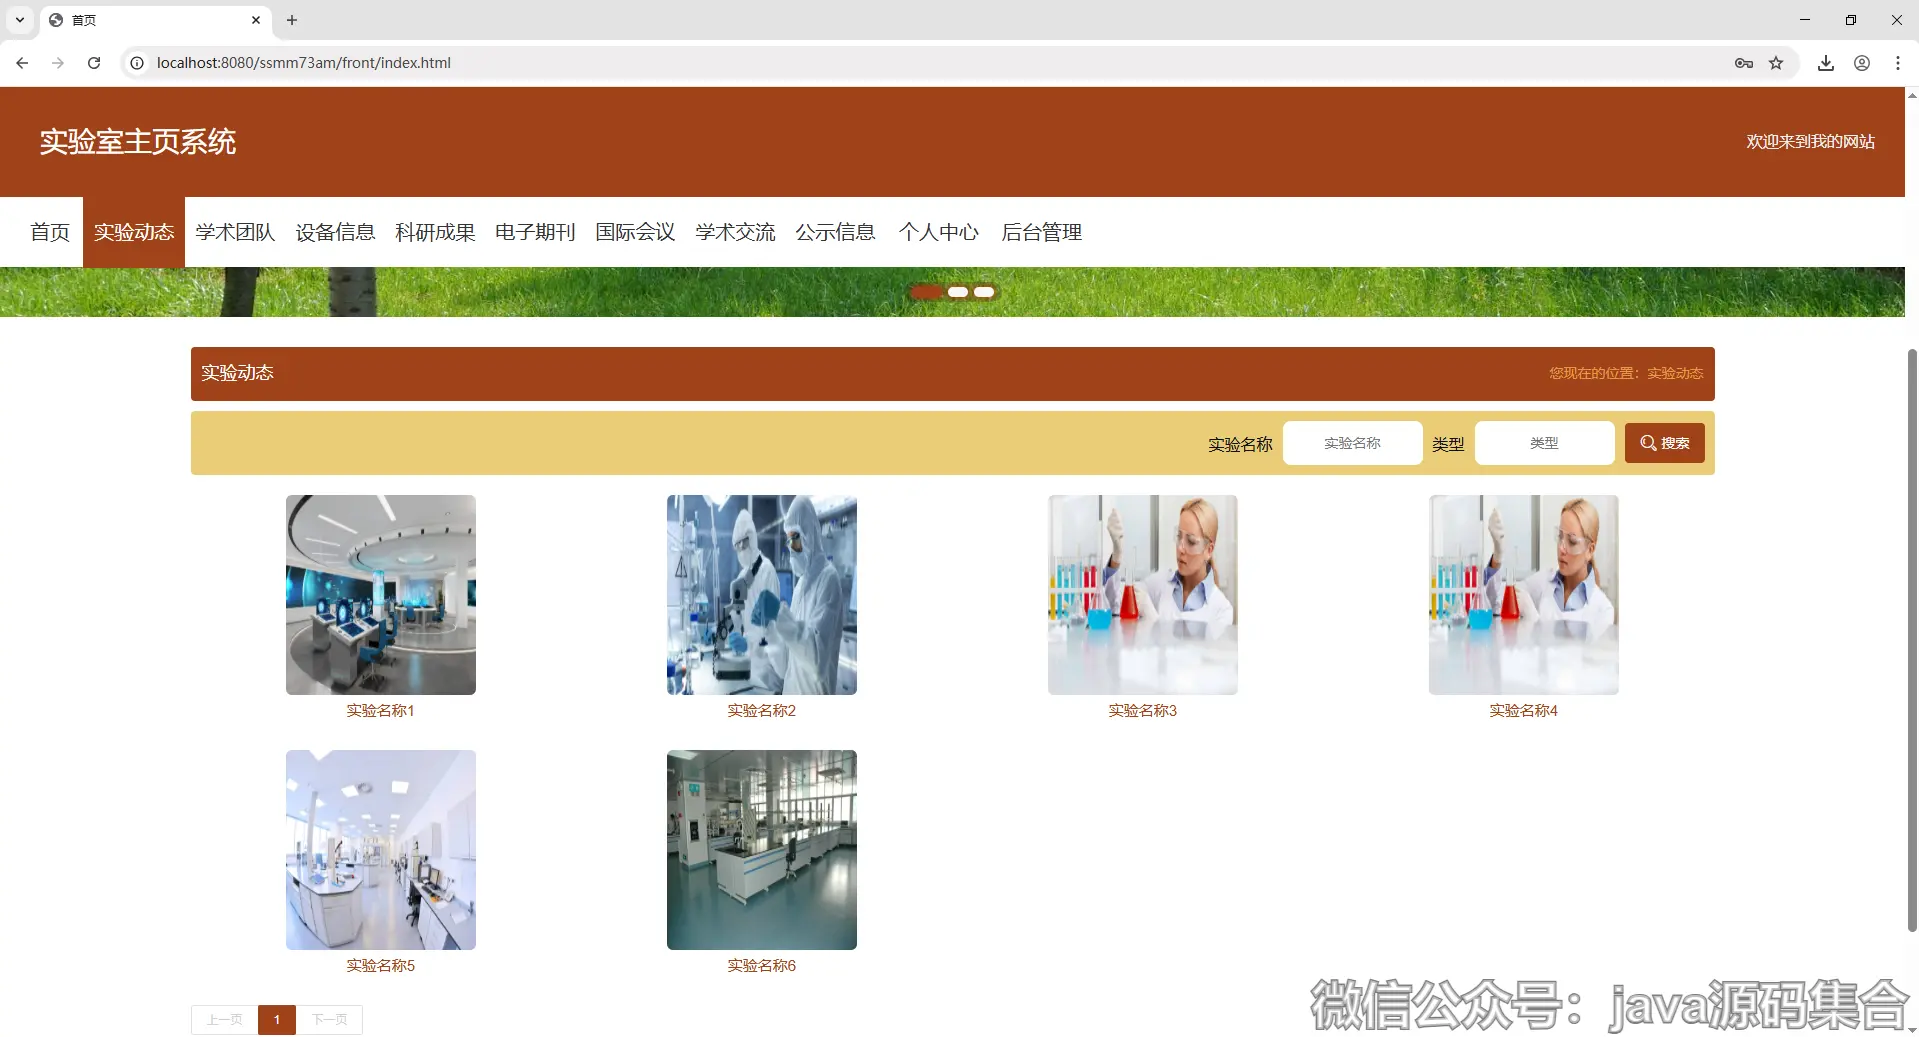 首页
localhost:8080/ssmm73am/front/index.html
实验室主页系统
欢迎来到我的网站
首页 实验动态 学术团队 设备信息 科研成果 电子期刊 国际会议 学术交流 公示信息 个人中心 后台管理
实验动态
您现在的位置：实验动态
实验名称 实验名称 类型 类型 搜索
实验名称1 实验名称2 实验名称3 实验名称4
实验名称5 实验名称6
上一页 1 下一页
微信公众号：java源码集合